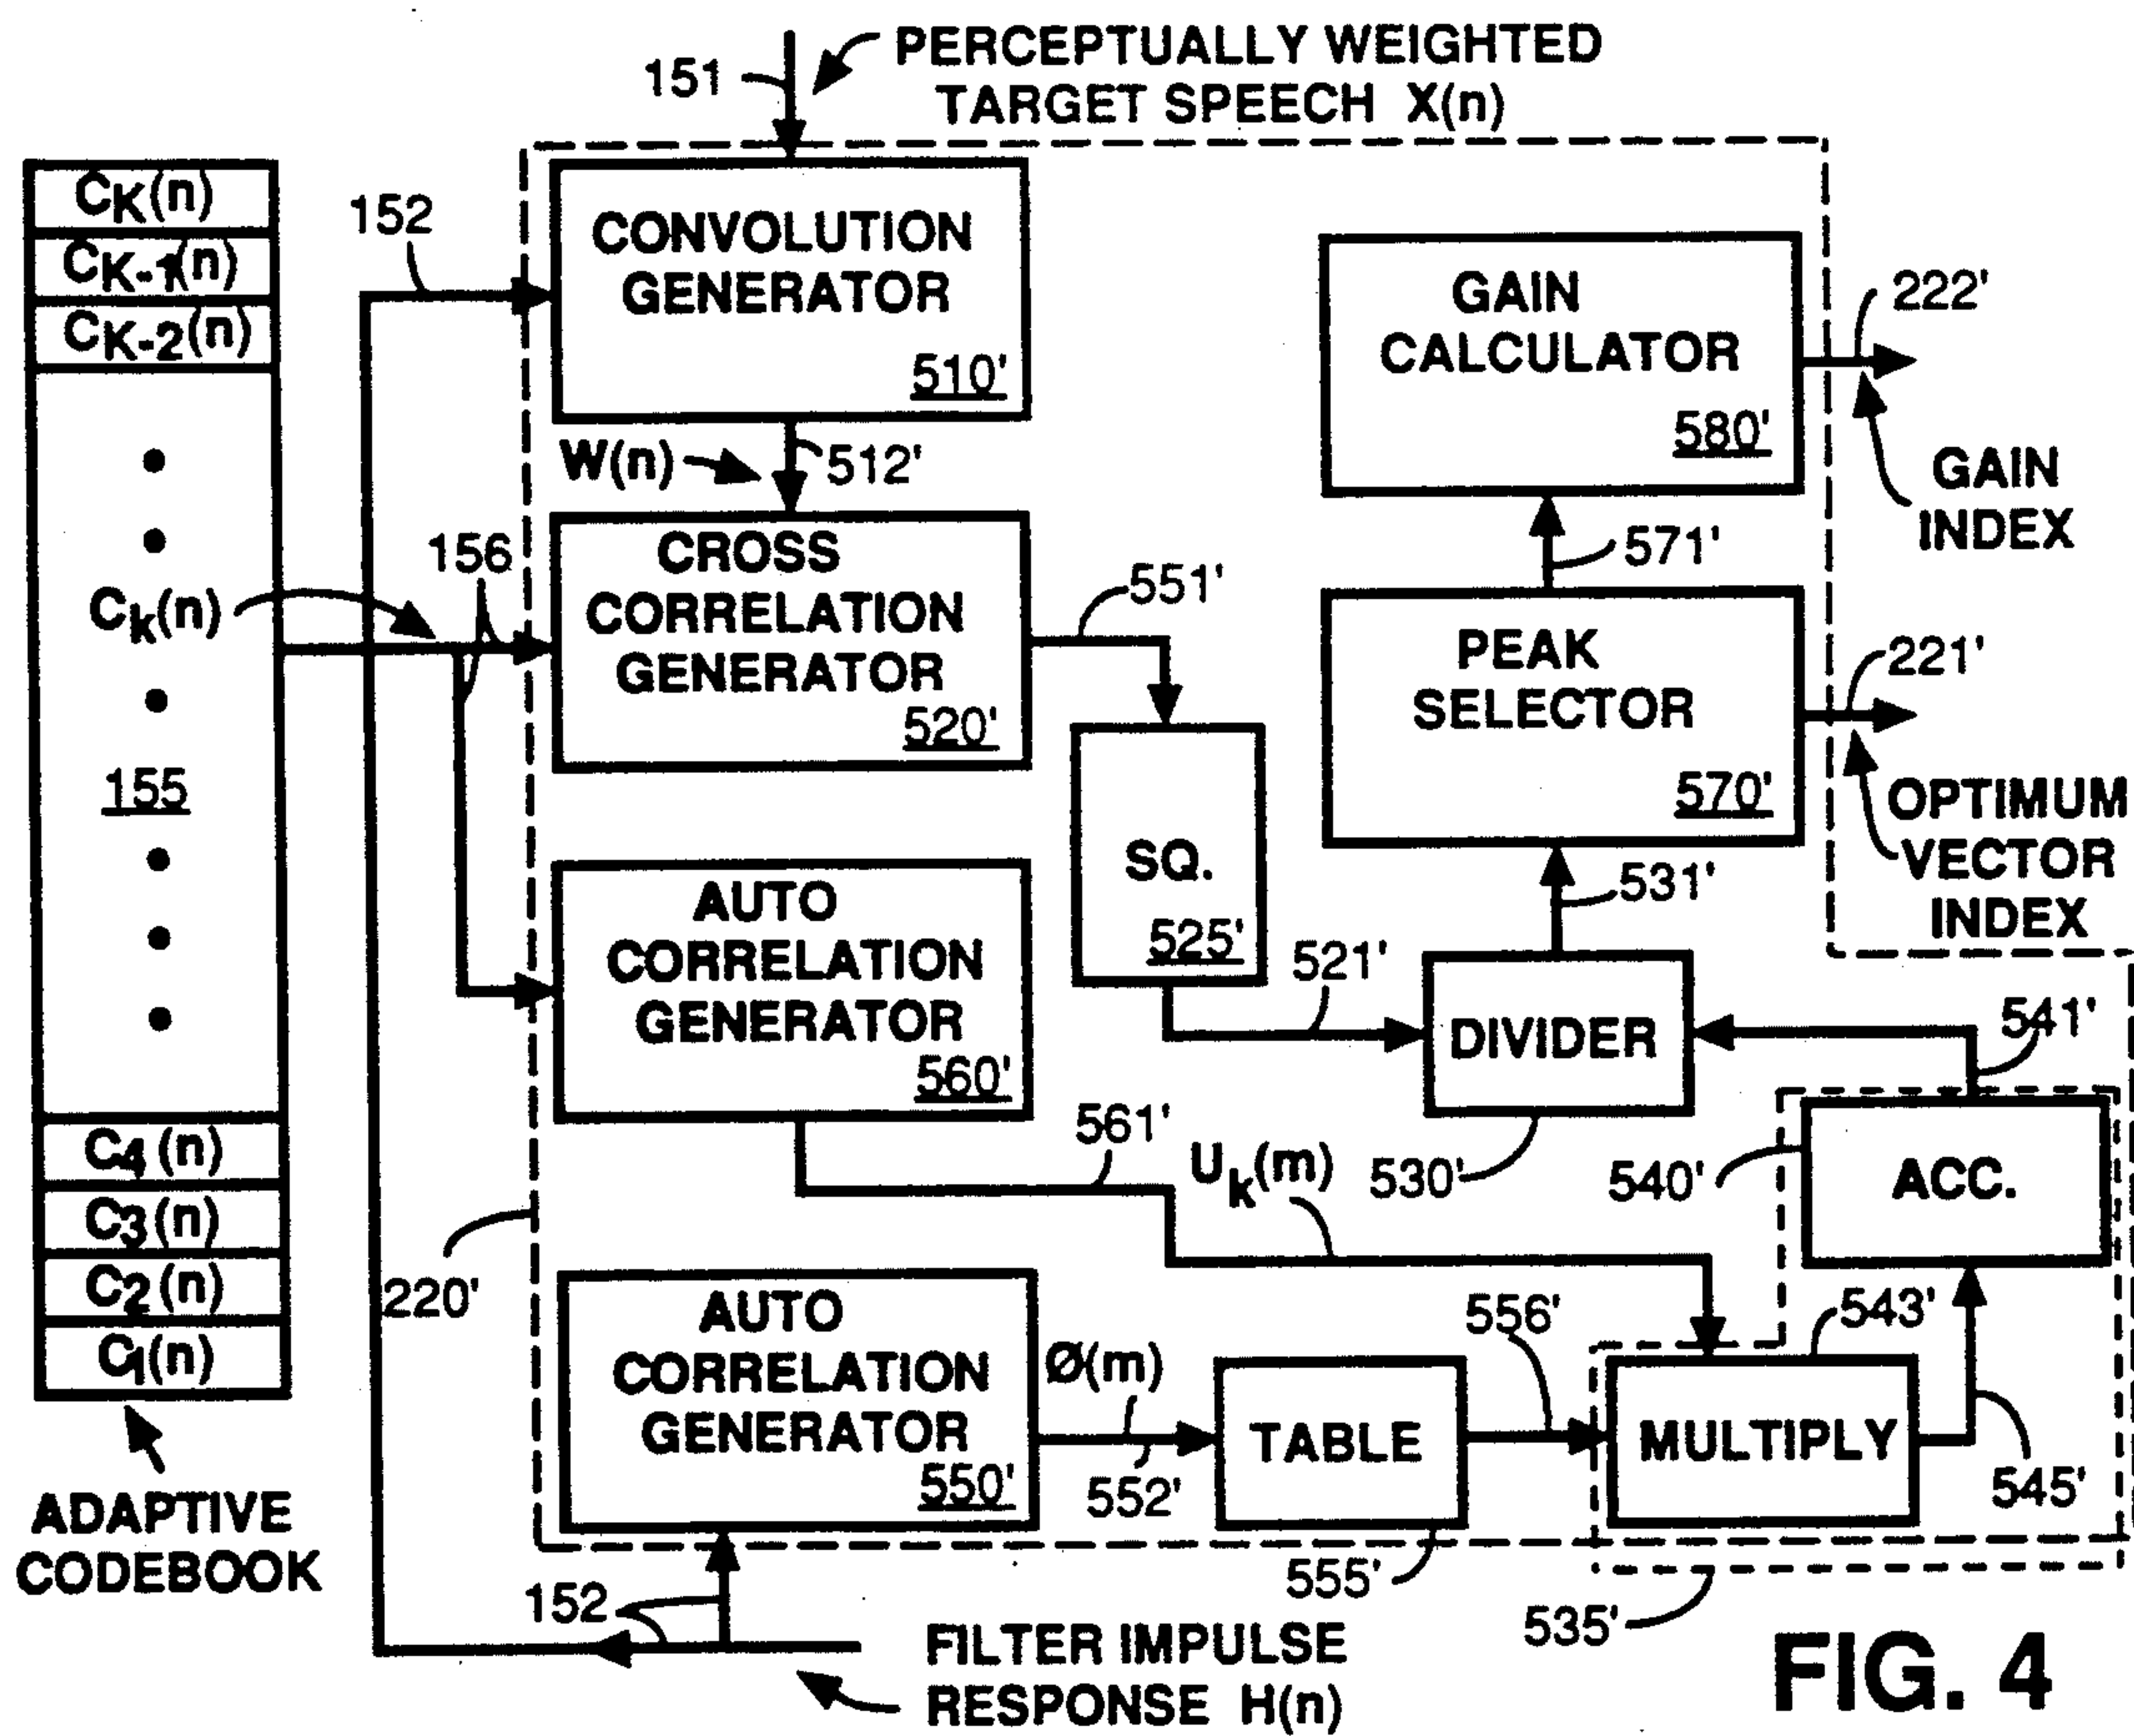 151
PERCEPTUALLY WEIGHTED
TARGET SPEECH X(n)
CK(n)
CK-1(n)
CK-2(n)
Ck(n)
155
C4(n)
C3(n)
C2(n)
C1(n)
ADAPTIVE
CODEBOOK
152
156
CONVOLUTION
GENERATOR
510'
W(n)
512'
CROSS
CORRELATION
GENERATOR
520'
551'
SQ.
525'
521'
AUTO
CORRELATION
GENERATOR
560'
561'
Uk(m)
220'
AUTO
CORRELATION
GENERATOR
550'
Ø(m)
552'
TABLE
555'
556'
MULTIPLY
543'
545'
535'
ACC.
540'
541'
DIVIDER
530'
531'
PEAK
SELECTOR
570'
571'
221'
OPTIMUM
VECTOR
INDEX
GAIN
CALCULATOR
580'
222'
GAIN
INDEX
152
FILTER IMPULSE
RESPONSE H(n)
FIG. 4